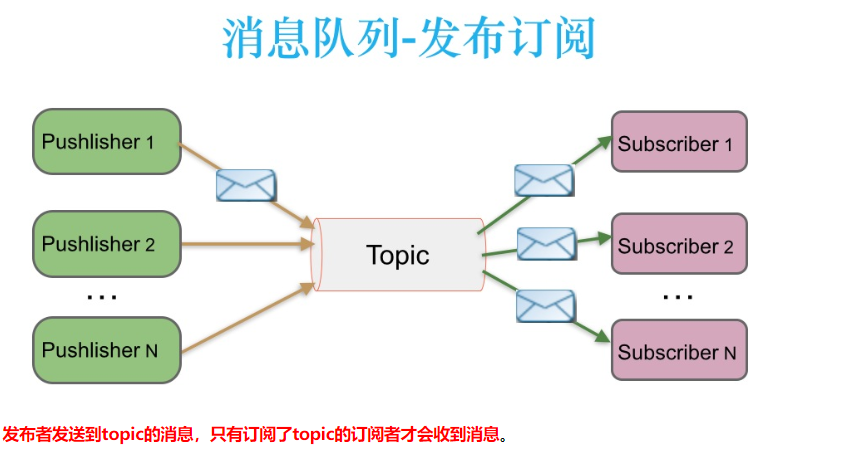 消息队列-发布订阅
Pushlisher 1
Subscriber 1
Pushlisher 2
Topic
Subscriber 2
...
...
Pushlisher N
Subscriber N
发布者发送到topic的消息，只有订阅了topic的订阅者才会收到消息。